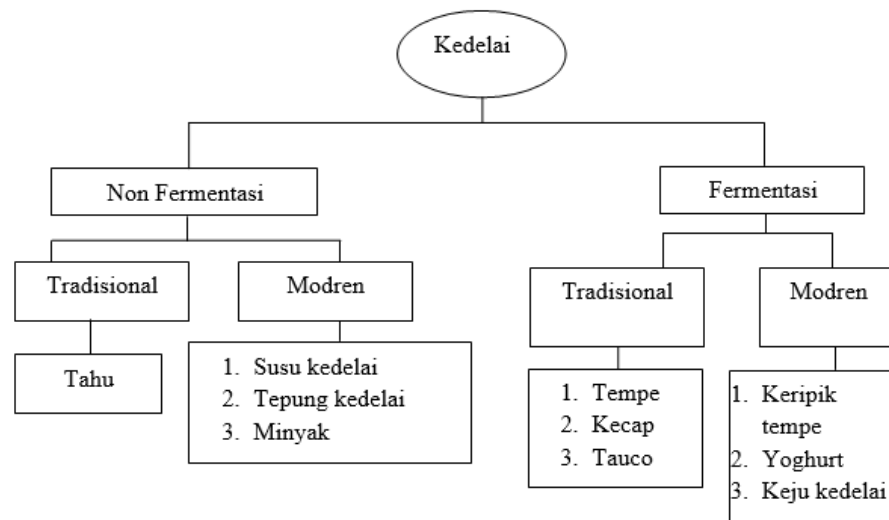 Kedelai
Non Fermentasi
Fermentasi
Tradisional
Modren
Tradisional
Modren
Tahu
1. Susu kedelai
2. Tepung kedelai
3. Minyak
1. Tempe
2. Kecap
3. Tauco
1. Keripik
tempe
2. Yoghurt
3. Keju kedelai